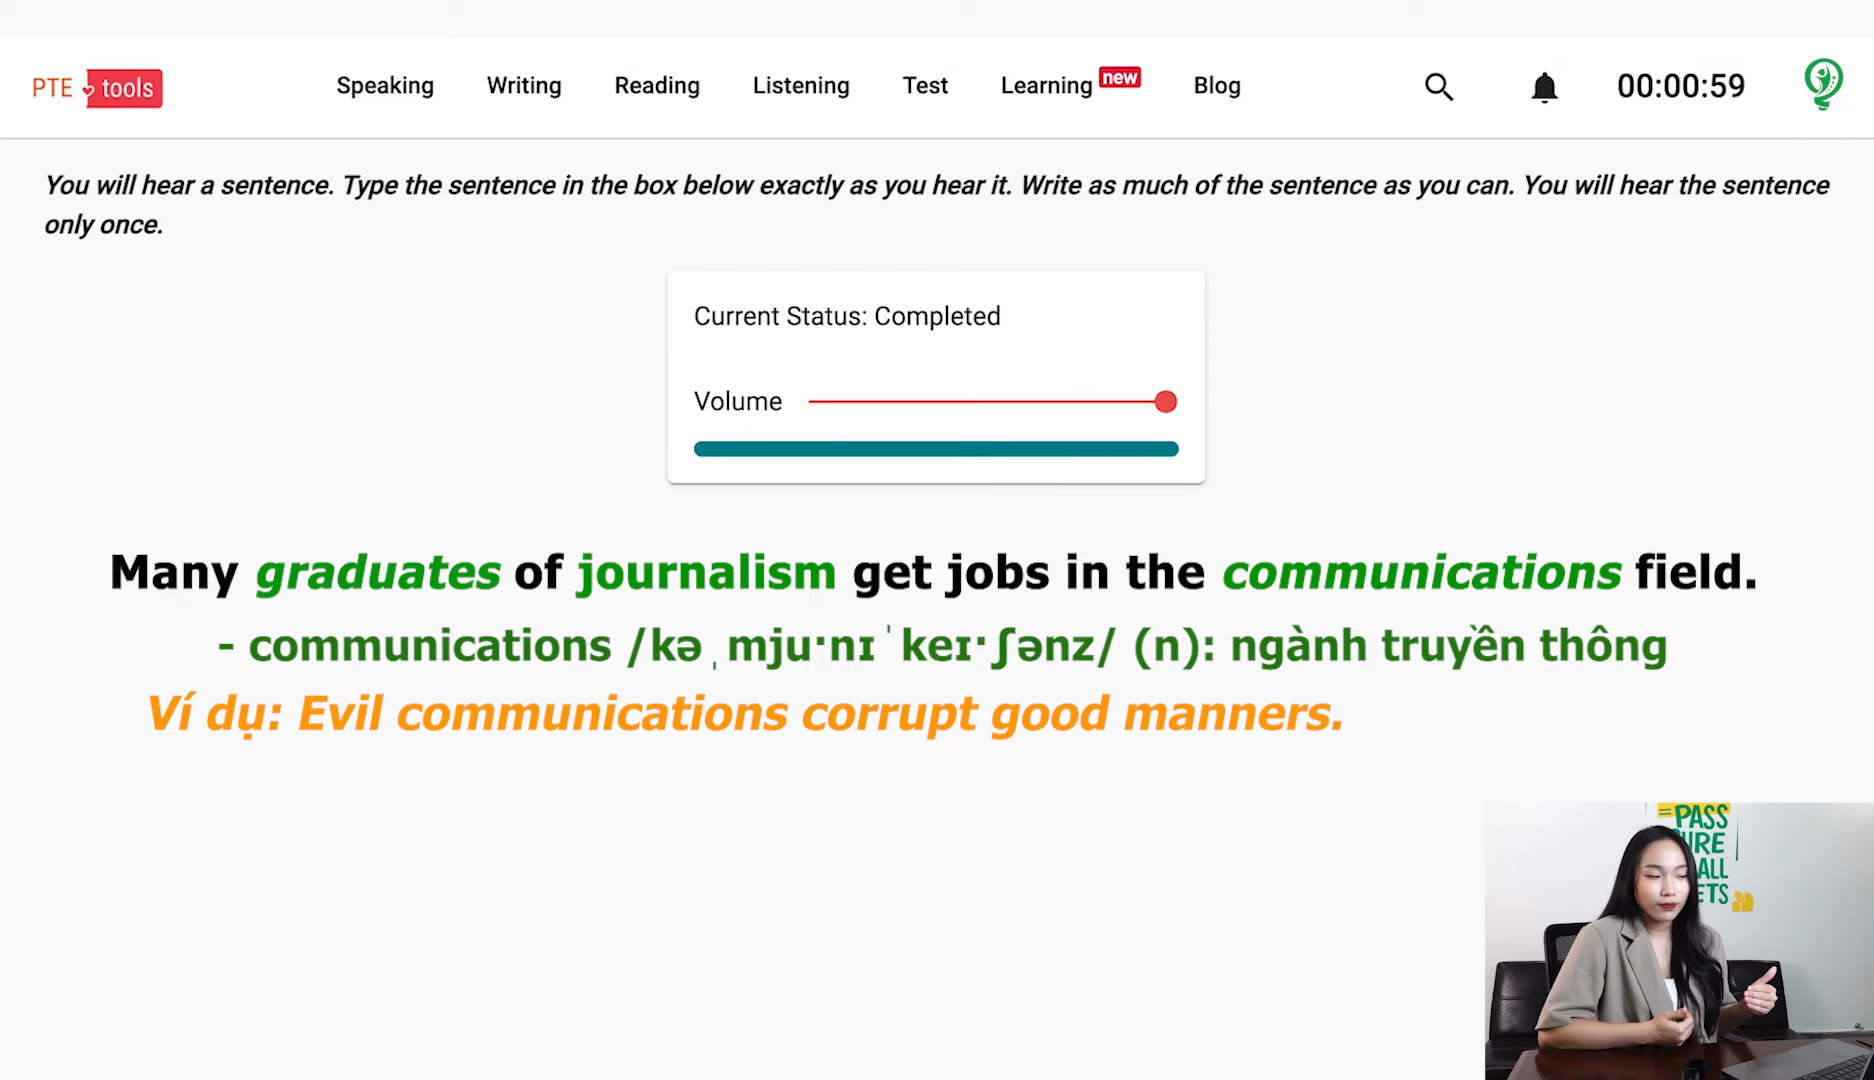 PTE tools
Speaking Writing Reading Listening Test Learning new Blog 00:00:59
You will hear a sentence. Type the sentence in the box below exactly as you hear it. Write as much of the sentence as you can. You will hear the sentence
only once.
Current Status: Completed
Volume
Many graduates of journalism get jobs in the communications field.
- communications /kəˌmju·nɪˈkeɪ·ʃənz/ (n): ngành truyền thông
Ví dụ: Evil communications corrupt good manners.
PASS